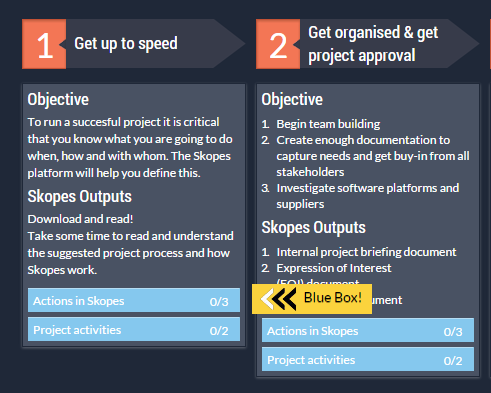 1
Get up to speed
Objective
To run a succesful project it is critical
that you know what you are going to do
when, how and with whom. The Skopes
platform will help you define this.
Skopes Outputs
Download and read!
Take some time to read and understand
the suggested project process and how
Skopes work.
Actions in Skopes 0/3
Project activities 0/2
2
Get organised & get
project approval
Objective
1. Begin team building
2. Create enough documentation to
capture needs and get buy-in from all
stakeholders
3. Investigate software platforms and
suppliers
Skopes Outputs
1. Internal project briefing document
2. Expression of Interest
(EOI) document
Blue Box!
Actions in Skopes 0/3
Project activities 0/2